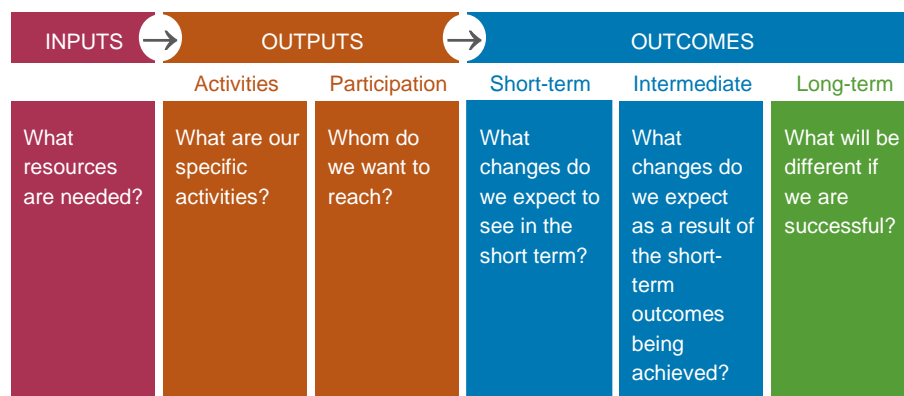 INPUTS → OUTPUTS → OUTCOMES
Activities Participation Short-term Intermediate Long-term
What
resources
are needed?
What are our
specific
activities?
Whom do
we want to
reach?
What
changes do
we expect to
see in the
short term?
What
changes do
we expect
as a result of
the short-
term
outcomes
being
achieved?
What will be
different if
we are
successful?